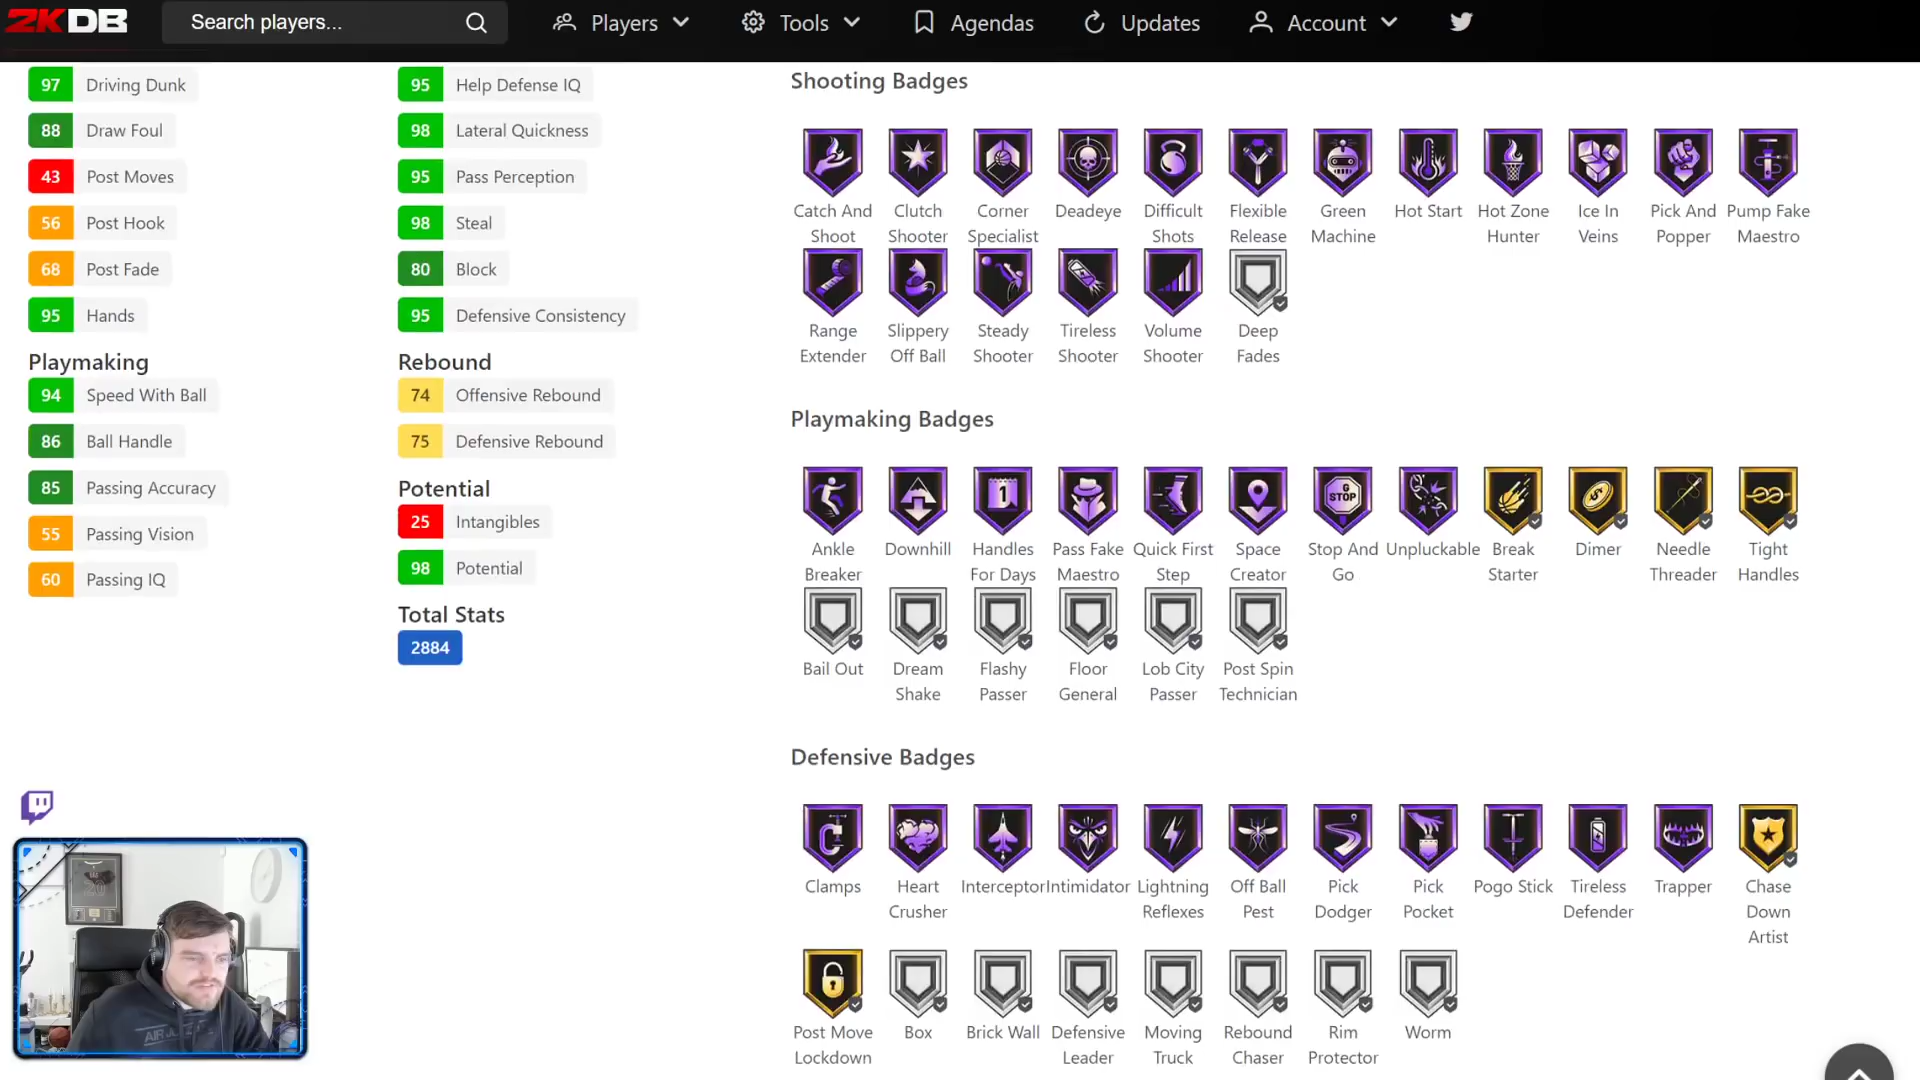 2KDB
Search players...
Players
Tools
Agendas
Updates
Account
97 Driving Dunk
88 Draw Foul
43 Post Moves
56 Post Hook
68 Post Fade
95 Hands
Playmaking
94 Speed With Ball
86 Ball Handle
85 Passing Accuracy
55 Passing Vision
60 Passing IQ
95 Help Defense IQ
98 Lateral Quickness
95 Pass Perception
98 Steal
80 Block
95 Defensive Consistency
Rebound
74 Offensive Rebound
75 Defensive Rebound
Potential
25 Intangibles
98 Potential
Total Stats
2884
Shooting Badges
Catch And
Shoot
Clutch
Shooter
Corner
Specialist
Deadeye
Difficult
Shots
Flexible
Release
Green
Machine
Hot Start
Hot Zone
Hunter
Ice In
Veins
Pick And
Popper
Pump Fake
Maestro
Range
Extender
Slippery
Off Ball
Steady
Shooter
Tireless
Shooter
Volume
Shooter
Deep
Fades
Playmaking Badges
1
G
STOP
Ankle
Breaker
Downhill
Handles
For Days
Pass Fake
Maestro
Quick First
Step
Space
Creator
Stop And
Go
Unpluckable
Break
Starter
Dimer
Needle
Threader
Tight
Handles
Bail Out
Dream
Shake
Flashy
Passer
Floor
General
Lob City
Passer
Post Spin
Technician
Defensive Badges
Clamps
Heart
Crusher
Interceptor
Intimidator
Lightning
Reflexes
Off Ball
Pest
Pick
Dodger
Pick
Pocket
Pogo Stick
Tireless
Defender
Trapper
Chase
Down
Artist
Post Move
Lockdown
Box
Brick Wall
Defensive
Leader
Moving
Truck
Rebound
Chaser
Rim
Protector
Worm